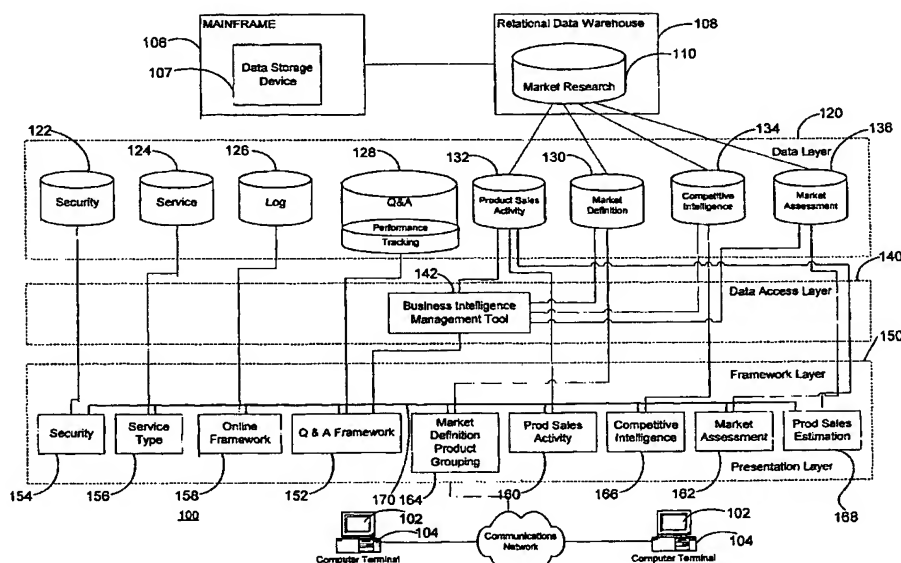 MAINFRAME
Relational Data Warehouse
106
108
107
Data Storage
Device
110
Market Research
122
124
126
128
132
130
120
134
136
Data Layer
Security
Service
Log
Q&A
Performance
Tracking
Product Sales
Activity
Market
Definition
Competitive
Intelligence
Market
Assessment
140
142
Data Access Layer
Business Intelligence
Management Tool
150
Framework Layer
Security
Service
Type
Online
Framework
Q & A Framework
Market
Definition
Product
Grouping
Prod Sales
Activity
Competitive
Intelligence
Market
Assessment
Prod Sales
Estimation
Presentation Layer
154
156
158
152
170
164
160
166
162
168
100
102
104
Computer Terminal
Communications
Network
102
104
Computer Terminal